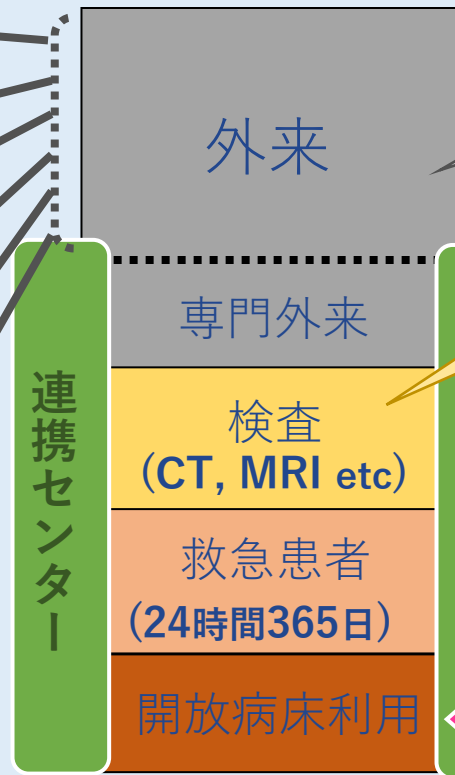 外来
専門外来
検査
(CT, MRI etc)
救急患者
(24時間365日)
開放病床利用
連携センター